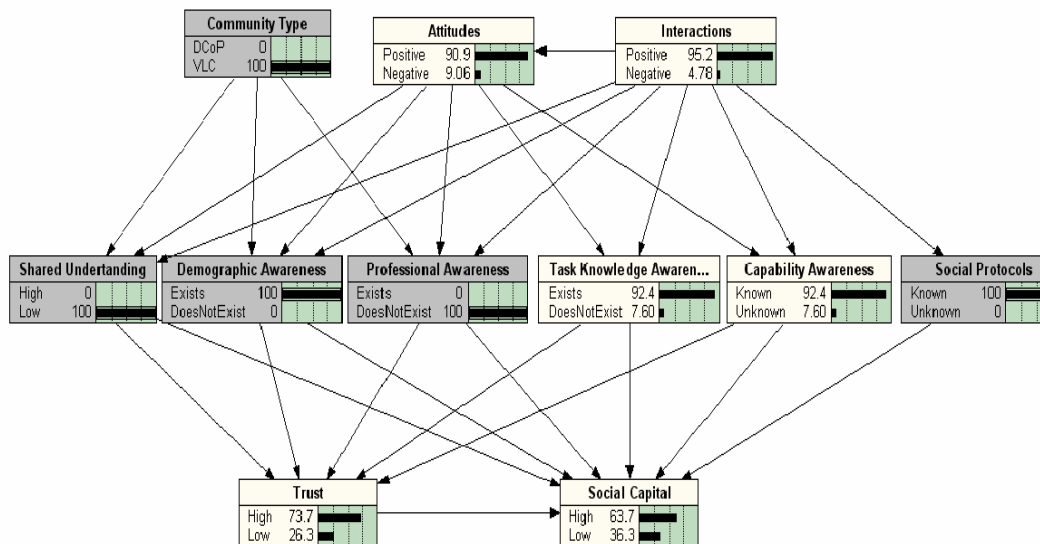 Community Type
DCoP 0
VLC 100
Attitudes
Positive 90.9
Negative 9.06
Interactions
Positive 95.2
Negative 4.78
Shared Undertanding
High 0
Low 100
Demographic Awareness
Exists 100
DoesNotExist 0
Professional Awareness
Exists 0
DoesNotExist 100
Task Knowledge Awaren...
Exists 92.4
DoesNotExist 7.60
Capability Awareness
Known 92.4
Unknown 7.60
Social Protocols
Known 100
Unknown 0
Trust
High 73.7
Low 26.3
Social Capital
High 63.7
Low 36.3